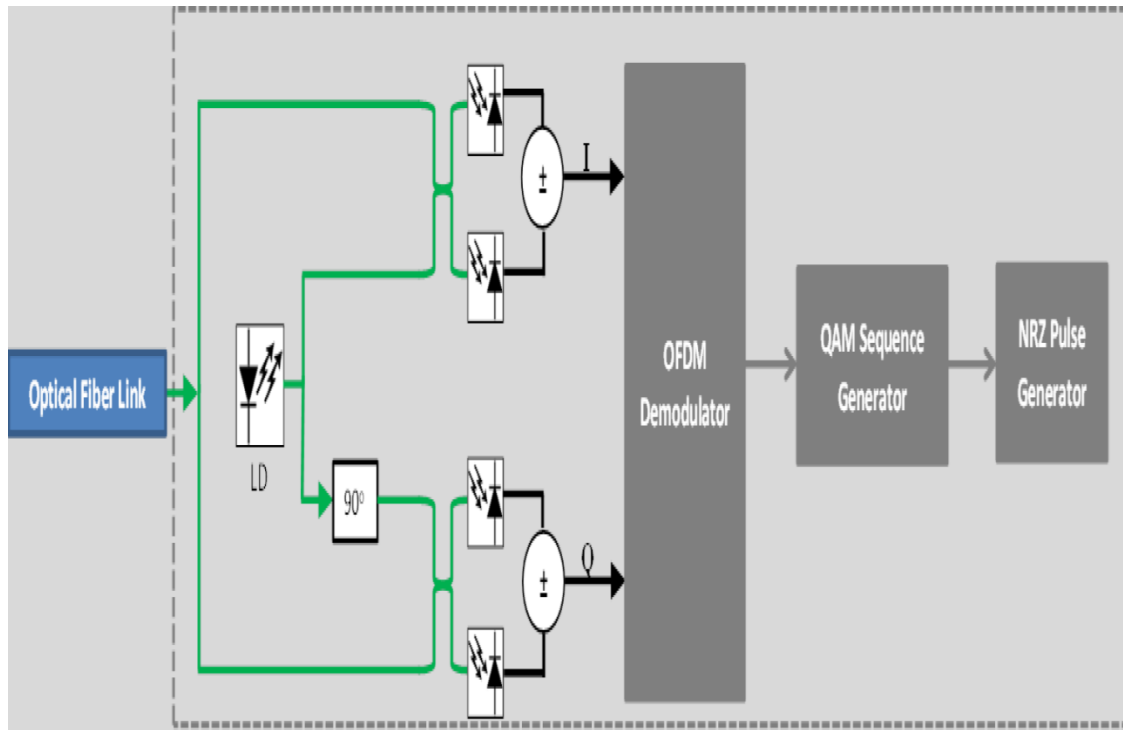 Optical Fiber Link
LD
90°
±
±
I
Q
OFDM
Demodulator
QAM Sequence
Generator
NRZ Pulse
Generator